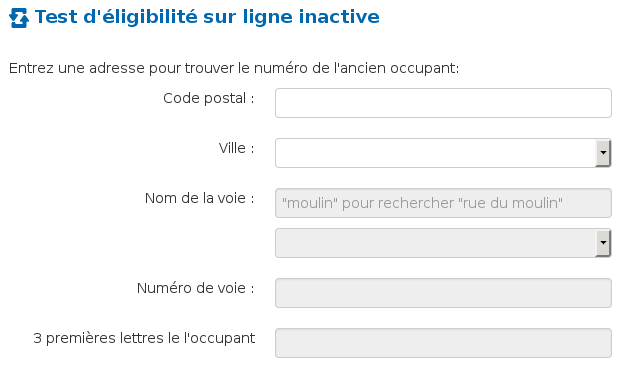 Test d'éligibilité sur ligne inactive
Entrez une adresse pour trouver le numéro de l'ancien occupant:
Code postal :
Ville :
Nom de la voie :
"moulin" pour rechercher "rue du moulin"
Numéro de voie :
3 premières lettres le l'occupant